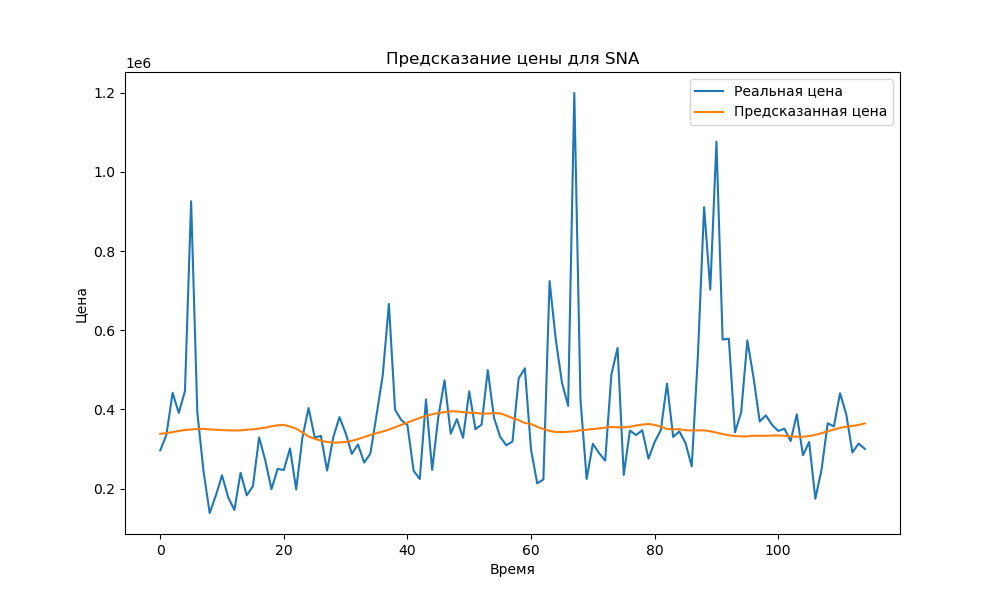 Предсказание цены для SNA
1e6
Реальная цена
Предсказанная цена
1.2
1.0
0.8
0.6
0.4
0.2
Цена
0 20 40 60 80 100
Время